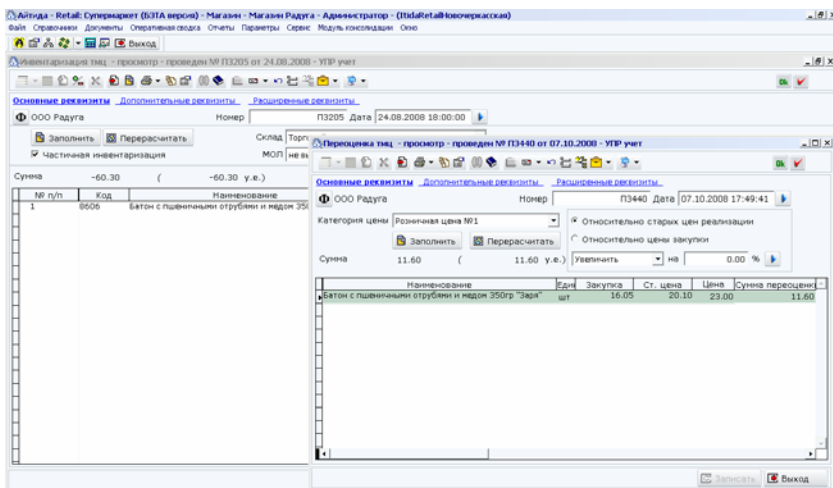 Айтида - Retail: Супермаркет (БЭТА версия) - Магазин - Магазин Радуга - Администратор - (ItidaRetailНовочеркасская)
Файл Справочники Документы Оперативная сводка Отчеты Параметры Сервис Модуль консолидации Окно
Выход
Инвентаризация тмц - просмотр - проведен № П3205 от 24.08.2008 - УПР учет
Ok
Основные реквизиты Дополнительные реквизиты Расширенные реквизиты
Ф ООО Радуга Номер П3205 Дата 24.08.2008 18:00:00
Заполнить Перерасчитать Склад
Частичная инвентаризация МОЛ
Сумма -60.30 ( -60.30 у.е.)
№ п/п Код Наименование
1 8606 Батон с пшеничными отрубями и медом
Переоценка тмц - просмотр - проведен № П3440 от 07.10.2008 - УПР учет
Ok
Основные реквизиты Дополнительные реквизиты Расширенные реквизиты
Ф ООО Радуга Номер П3440 Дата 07.10.2008 17:49:41
Категория цены Розничная цена №1 Относительно старых цен реализации
Заполнить Перерасчитать Относительно цены закупки
Сумма 11.60 ( 11.60 у.е.) Увеличить на 0.00 %
Наименование Един Закупка Ст. цена Цена Сумма переоценк
Батон с пшеничными отрубями и медом 350гр "Заря" шт 16.05 20.10 23.00 11.60
Записать Выход